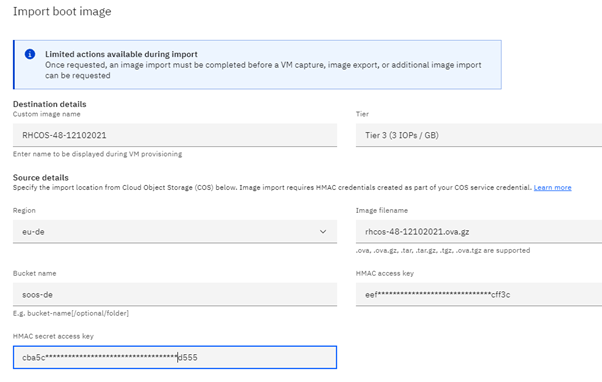 Import boot image
Limited actions available during import
Once requested, an image import must be completed before a VM capture, image export, or additional image import
can be requested
Destination details
Custom image name
RHCOS-48-12102021
Enter name to be displayed during VM provisioning
Tier
Tier 3 (3 IOPs / GB)
Source details
Specify the import location from Cloud Object Storage (COS) below. Image import requires HMAC credentials created as part of your COS service credential. Learn more
Region
eu-de
Image filename
rhcos-48-12102021.ova.gz
.ova, .ova.gz, .tar, .tar.gz, .tgz, .ova.tgz are supported
Bucket name
soos-de
E.g. bucket-name[/optional/folder]
HMAC access key
eef******************************cff3c
HMAC secret access key
cba5c***********************************d555